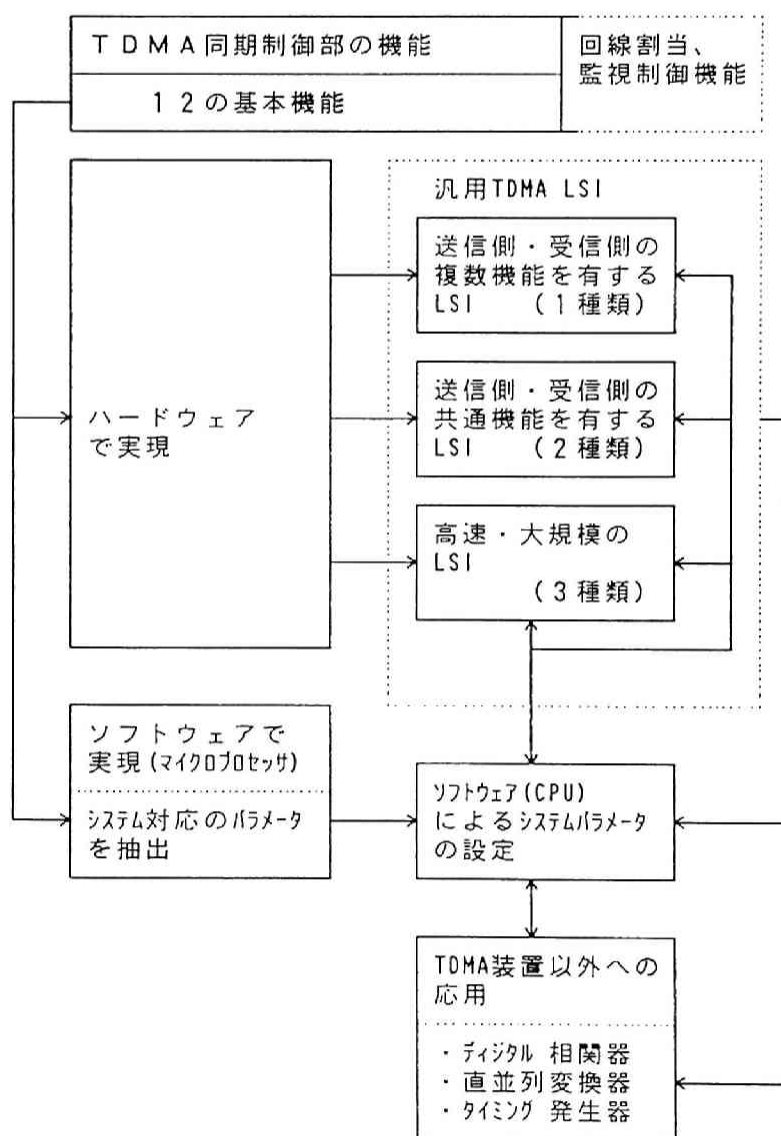 TDMA同期制御部の機能
12の基本機能
回線割当、
監視制御機能
ハードウェア
で実現
汎用TDMA LSI
送信側・受信側の
複数機能を有する
LSI (1種類)
送信側・受信側の
共通機能を有する
LSI (2種類)
高速・大規模の
LSI
(3種類)
ソフトウェアで
実現(マイクロプロセッサ)
システム対応のパラメータ
を抽出
ソフトウェア(CPU)
によるシステムパラメータ
の設定
TDMA装置以外への
応用
・ディジタル 相関器
・直並列変換器
・タイミング 発生器